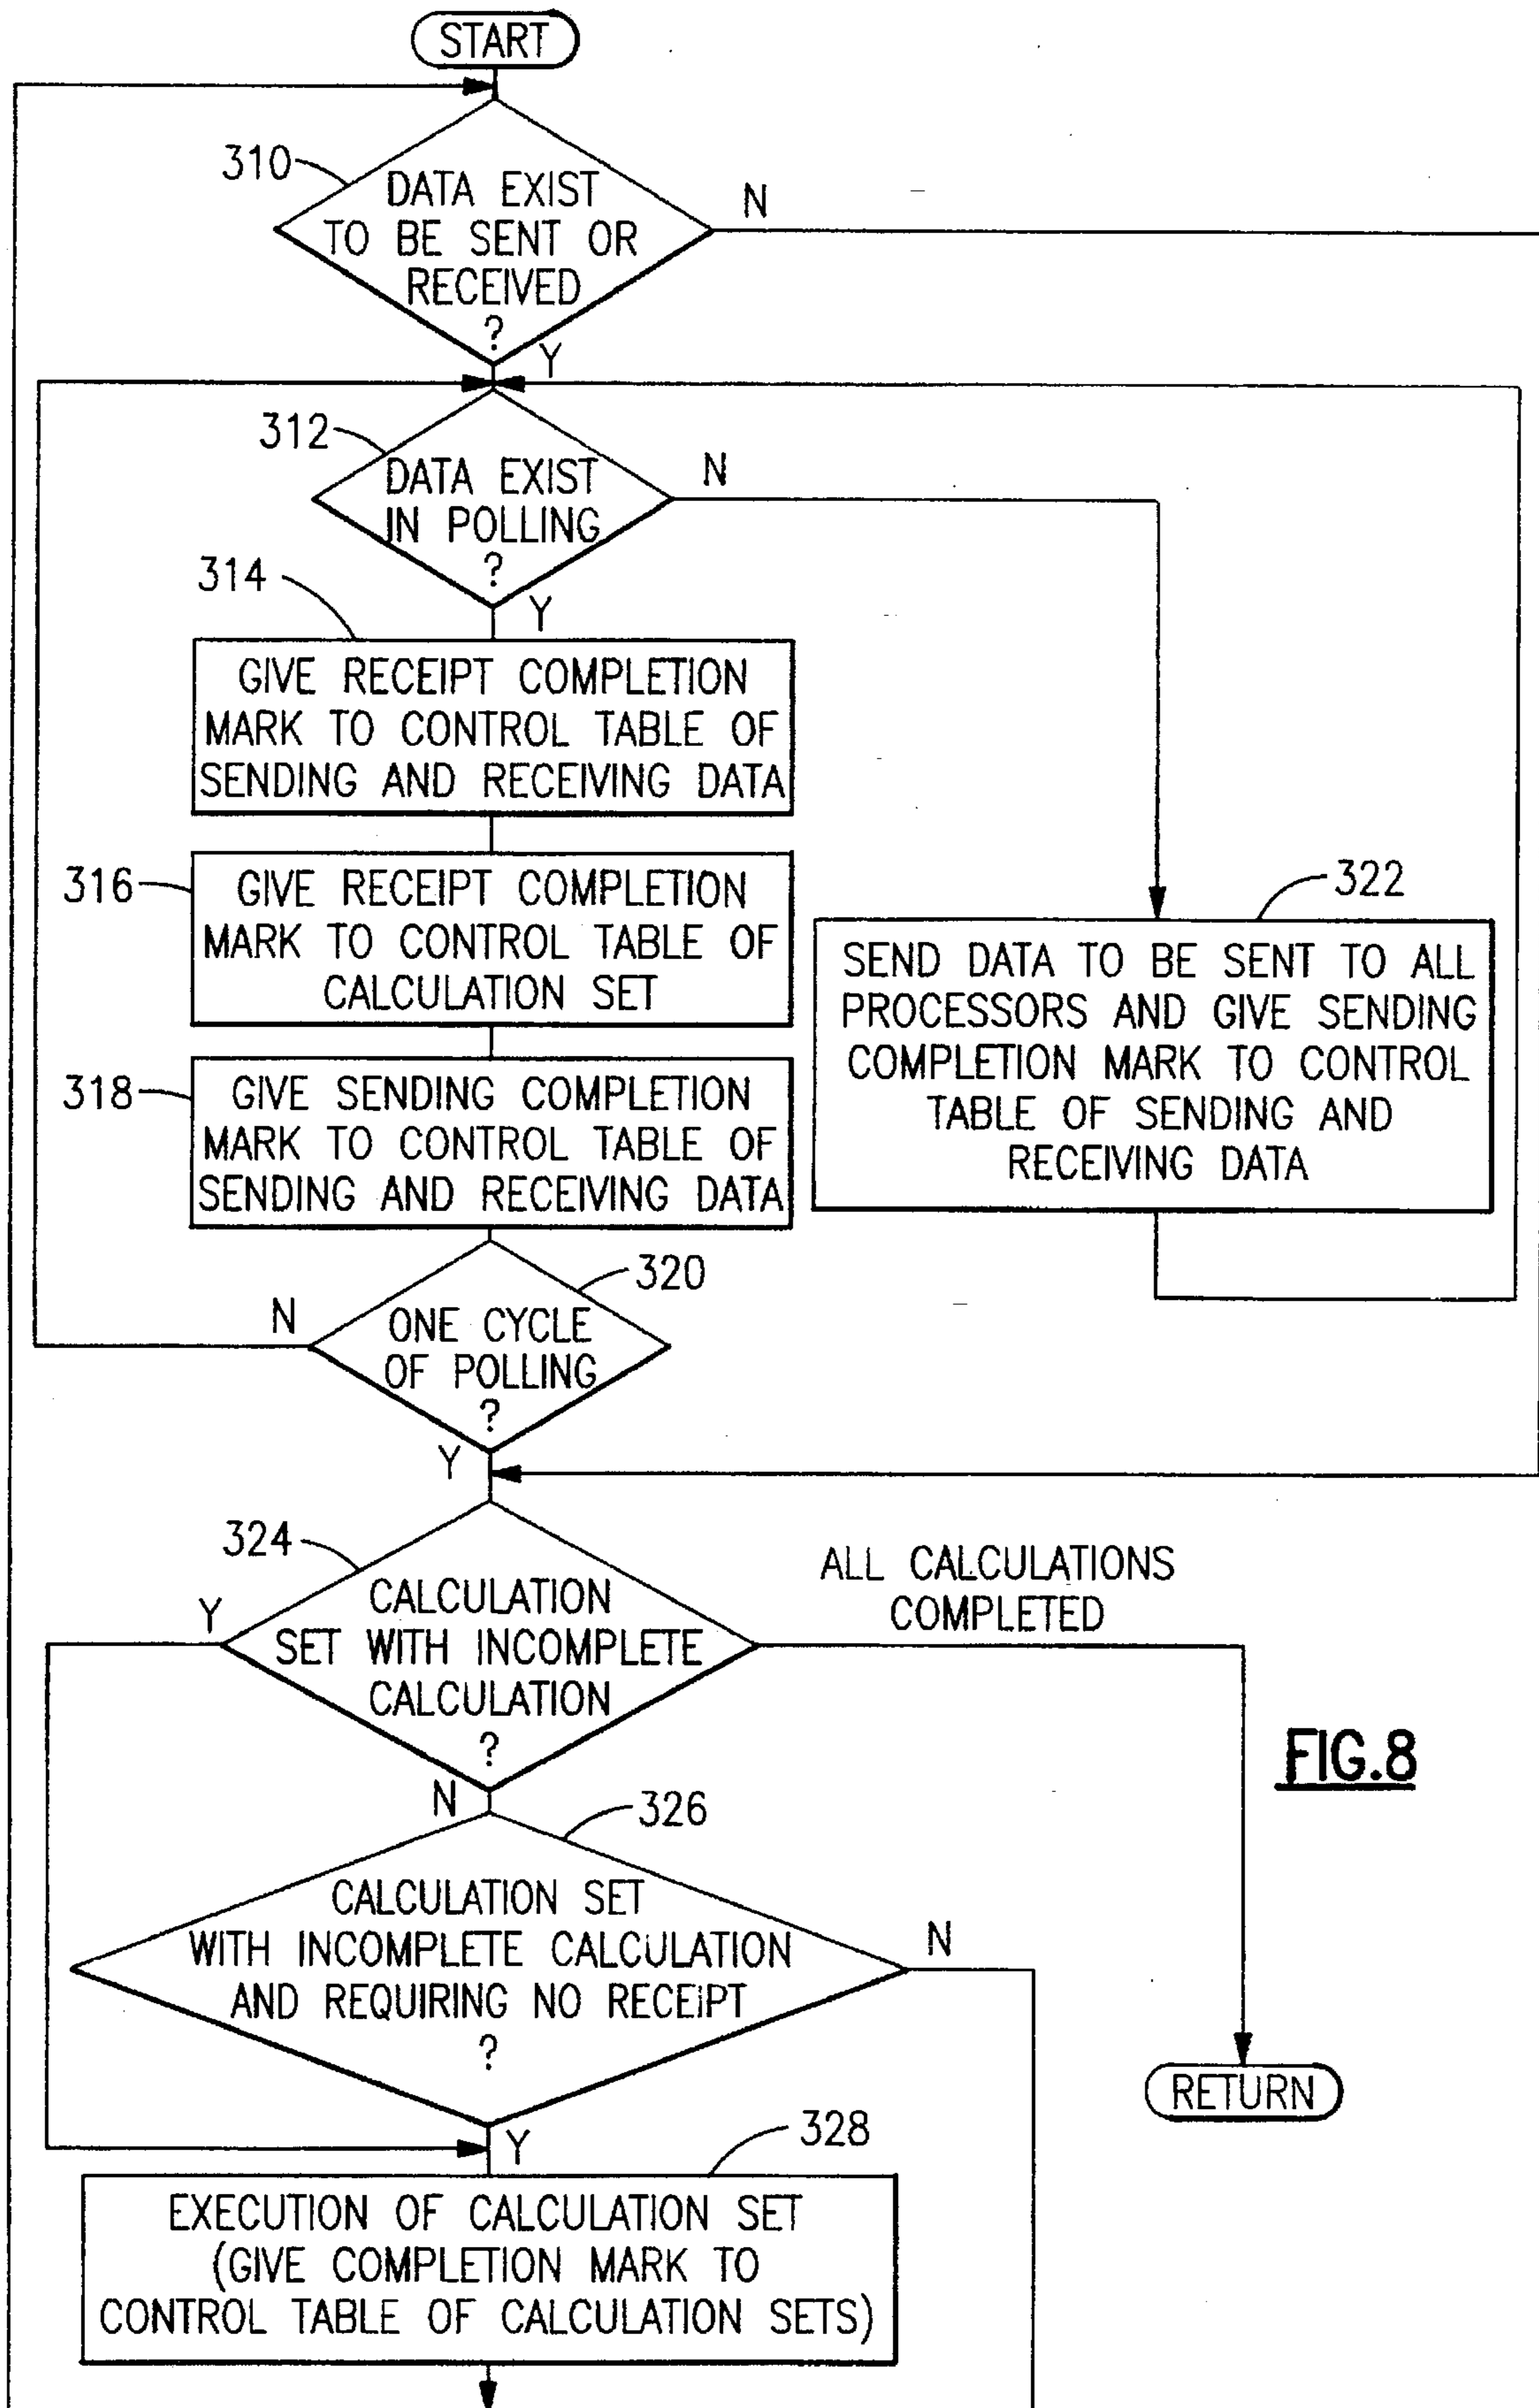 START
310
DATA EXIST
TO BE SENT OR
RECEIVED
?
N
Y
312
DATA EXIST
IN POLLING
?
N
Y
314
GIVE RECEIPT COMPLETION
MARK TO CONTROL TABLE OF
SENDING AND RECEIVING DATA
316
GIVE RECEIPT COMPLETION
MARK TO CONTROL TABLE OF
CALCULATION SET
322
SEND DATA TO BE SENT TO ALL
PROCESSORS AND GIVE SENDING
COMPLETION MARK TO CONTROL
TABLE OF SENDING AND
RECEIVING DATA
318
GIVE SENDING COMPLETION
MARK TO CONTROL TABLE OF
SENDING AND RECEIVING DATA
320
N
ONE CYCLE
OF POLLING
?
Y
324
Y
CALCULATION
SET WITH INCOMPLETE
CALCULATION
?
ALL CALCULATIONS
COMPLETED
N
FIG.8
326
CALCULATION SET
WITH INCOMPLETE CALCULATION
AND REQUIRING NO RECEIPT
?
N
Y
RETURN
328
EXECUTION OF CALCULATION SET
(GIVE COMPLETION MARK TO
CONTROL TABLE OF CALCULATION SETS)